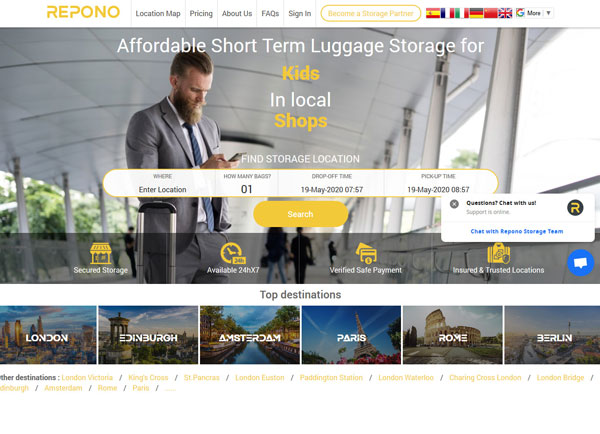 REPONO Location Map Pricing About Us FAQs Sign In Become a Storage Partner G More ▼
Affordable Short Term Luggage Storage for
Kids
In local
Shops
FIND STORAGE LOCATION
WHERE HOW MANY BAGS? DROP-OFF TIME PICK-UP TIME
Enter Location 01 19-May-2020 07:57 19-May-2020 08:57
Search
Questions? Chat with us!
Support is online.
Chat with Repono Storage Team
R
24h
Secured Storage Available 24hX7 Verified Safe Payment Insured & Trusted Locations
Top destinations
LONDON EDINBURGH AMSTERDAM PARIS ROME BERLIN
ther destinations : London Victoria / King's Cross / St.Pancras / London Euston / Paddington Station / London Waterloo / Charing Cross London / London Bridge /
dinburgh / Amsterdam / Rome / Paris / ......